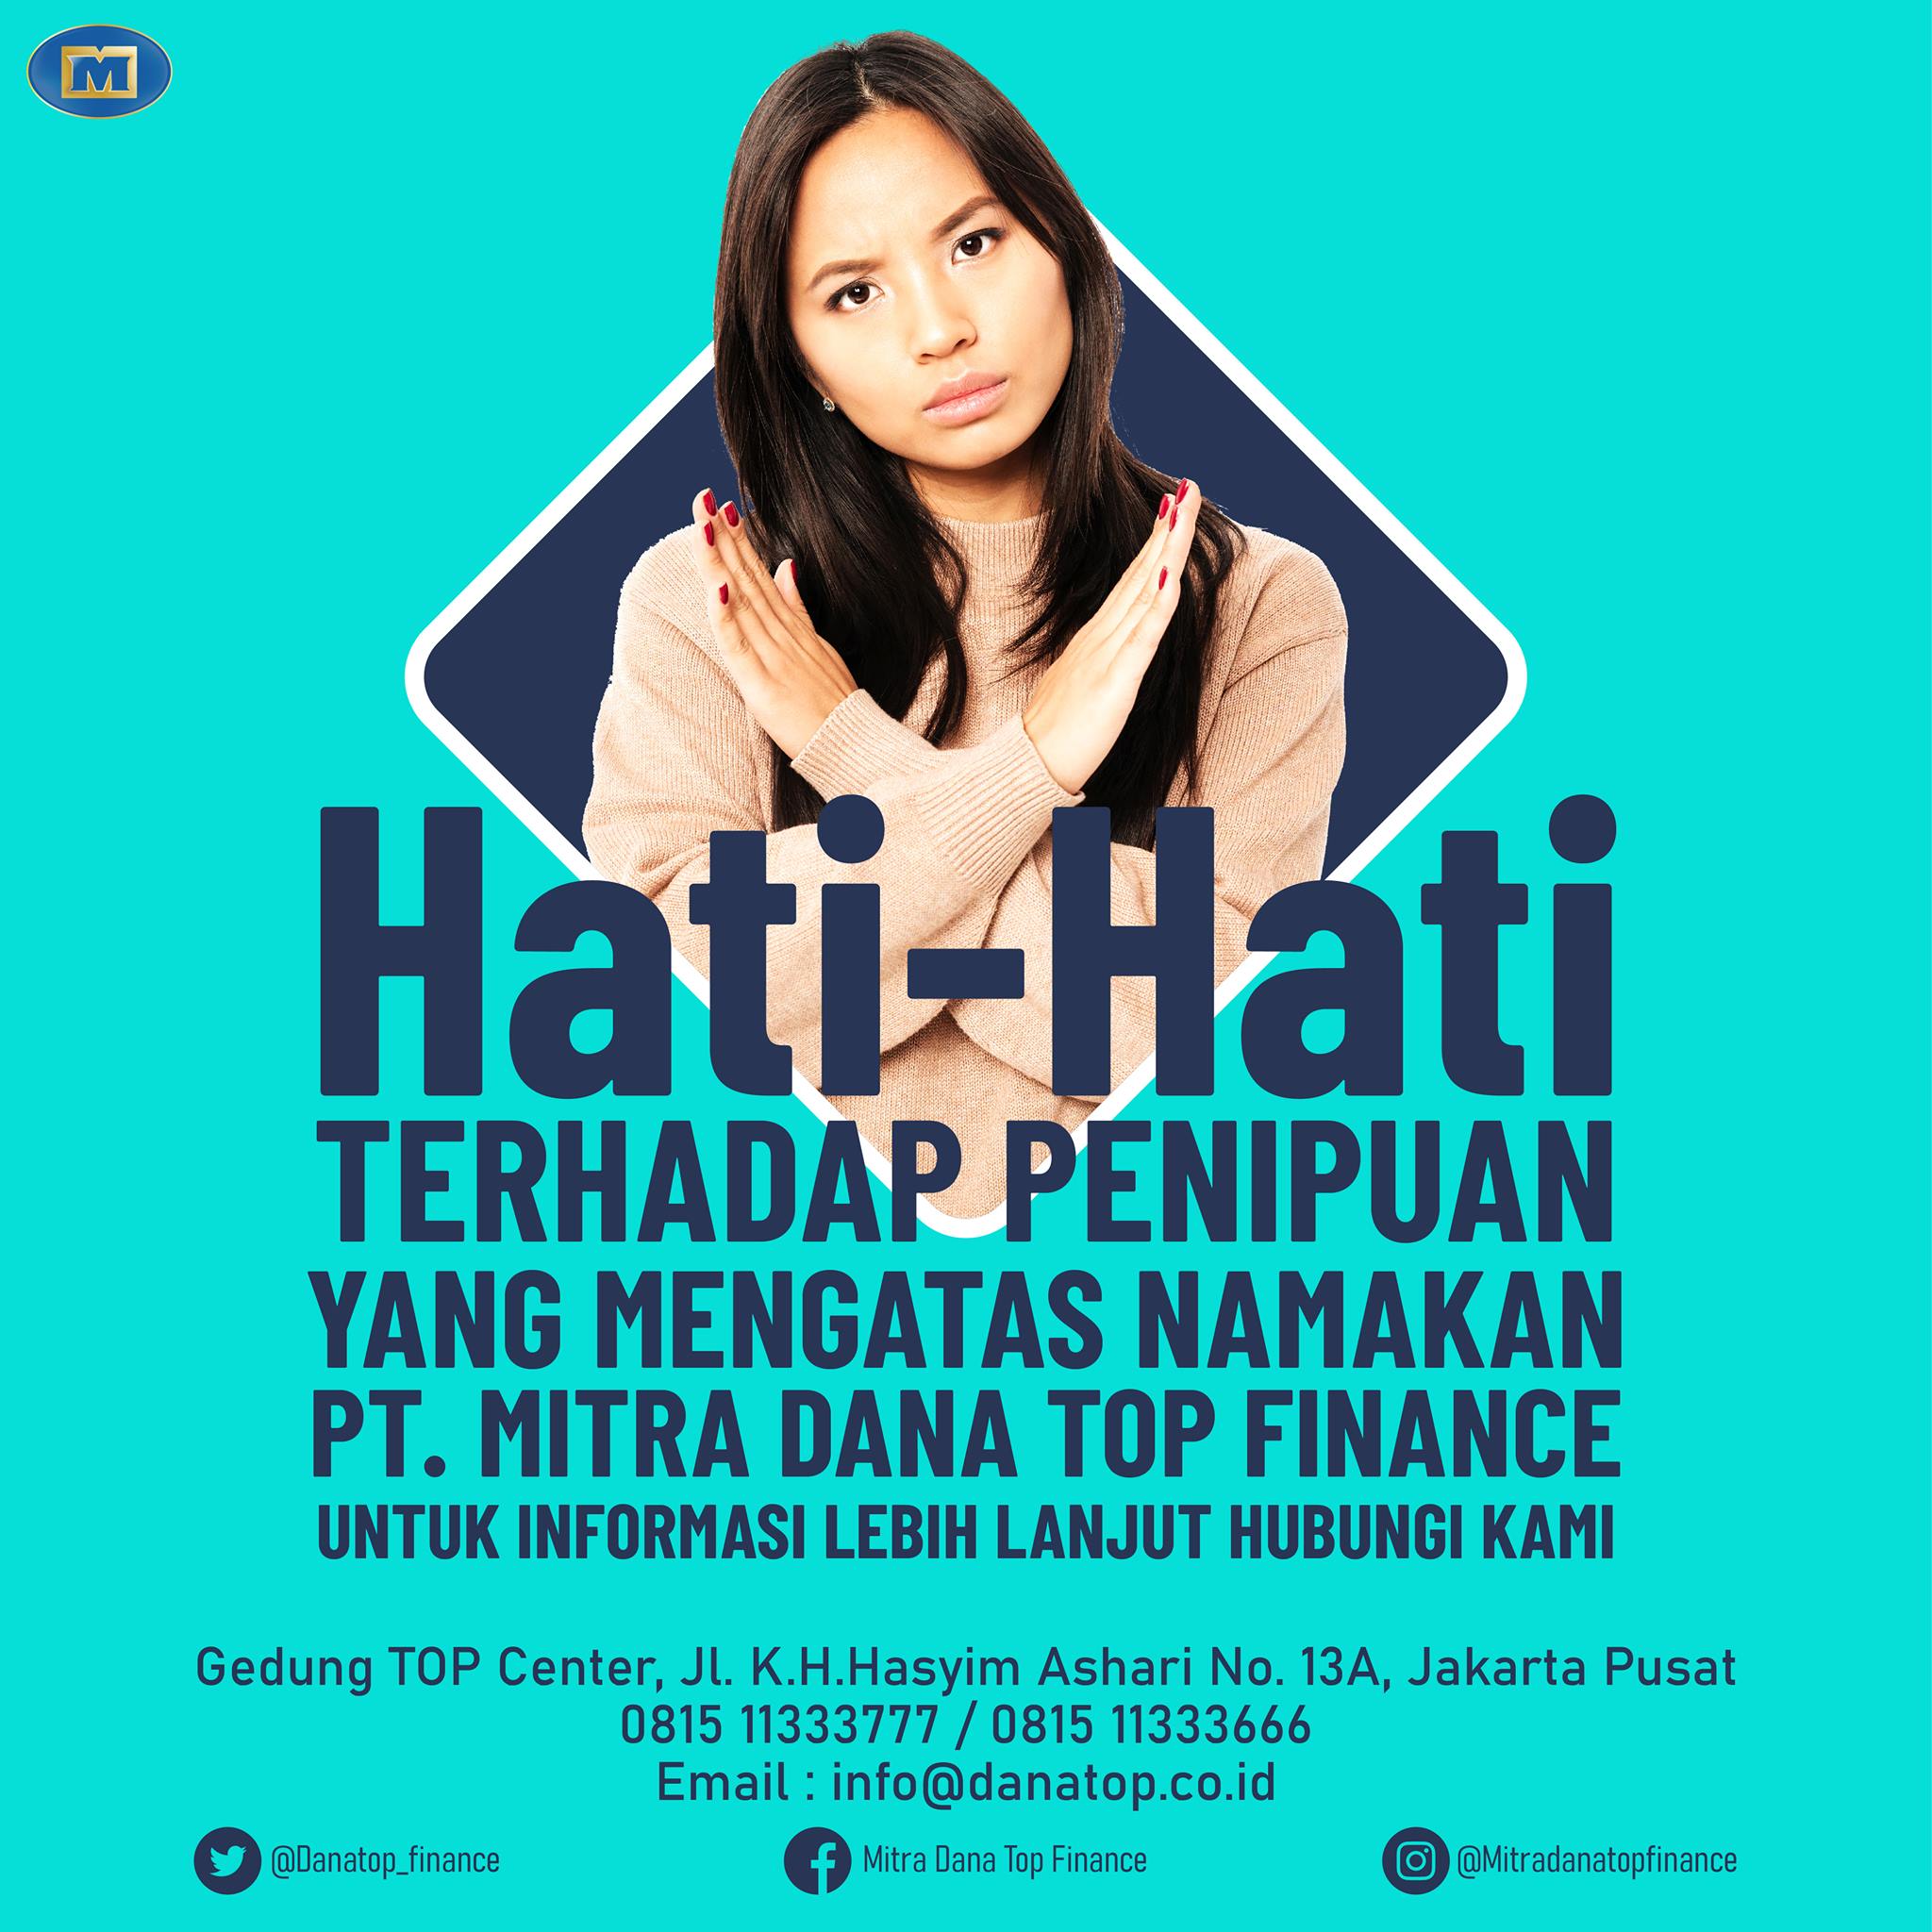 M
Hati-Hati
TERHADAP PENIPUAN
YANG MENGATAS NAMAKAN
PT. MITRA DANA TOP FINANCE
UNTUK INFORMASI LEBIH LANJUT HUBUNGI KAMI
Gedung TOP Center, Jl. K.H.Hasyim Ashari No. 13A, Jakarta Pusat
0815 11333777 / 0815 11333666
Email : info@danatop.co.id
@Danatop_finance
Mitra Dana Top Finance
@Mitradanatopfinance